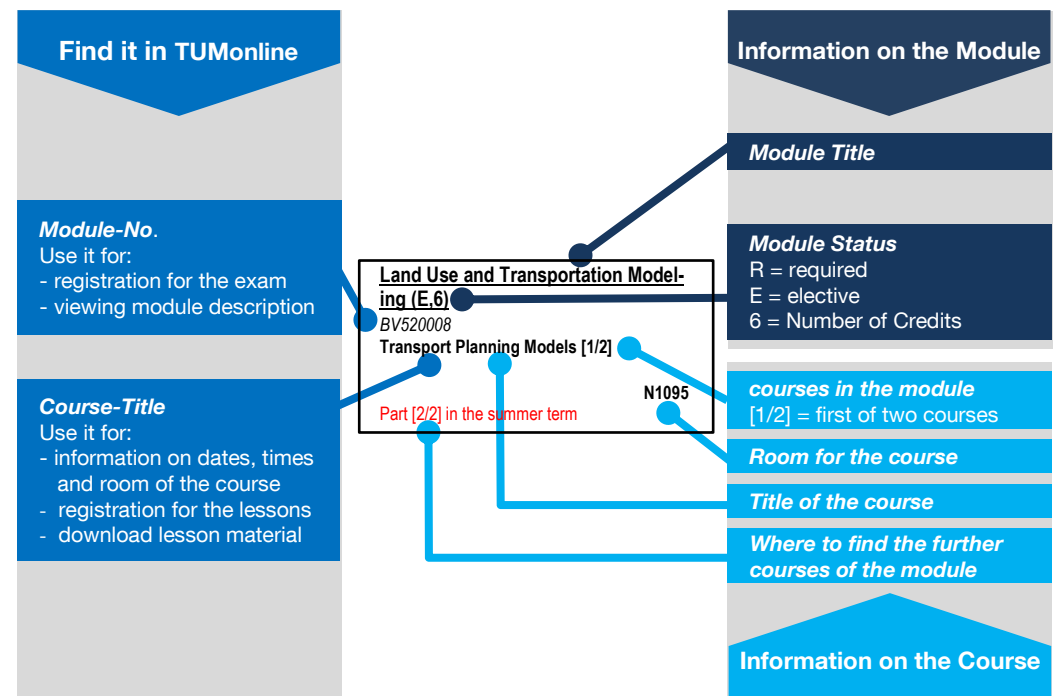 Find it in TUMonline
Module-No.
Use it for:
- registration for the exam
- viewing module description
Course-Title
Use it for:
- information on dates, times
and room of the course
- registration for the lessons
- download lesson material
Land Use and Transportation Model-
ing (E,6)
BV520008
Transport Planning Models [1/2]
N1095
Part [2/2] in the summer term
Information on the Module
Module Title
Module Status
R = required
E = elective
6 = Number of Credits
courses in the module
[1/2] = first of two courses
Room for the course
Title of the course
Where to find the further
courses of the module
Information on the Course